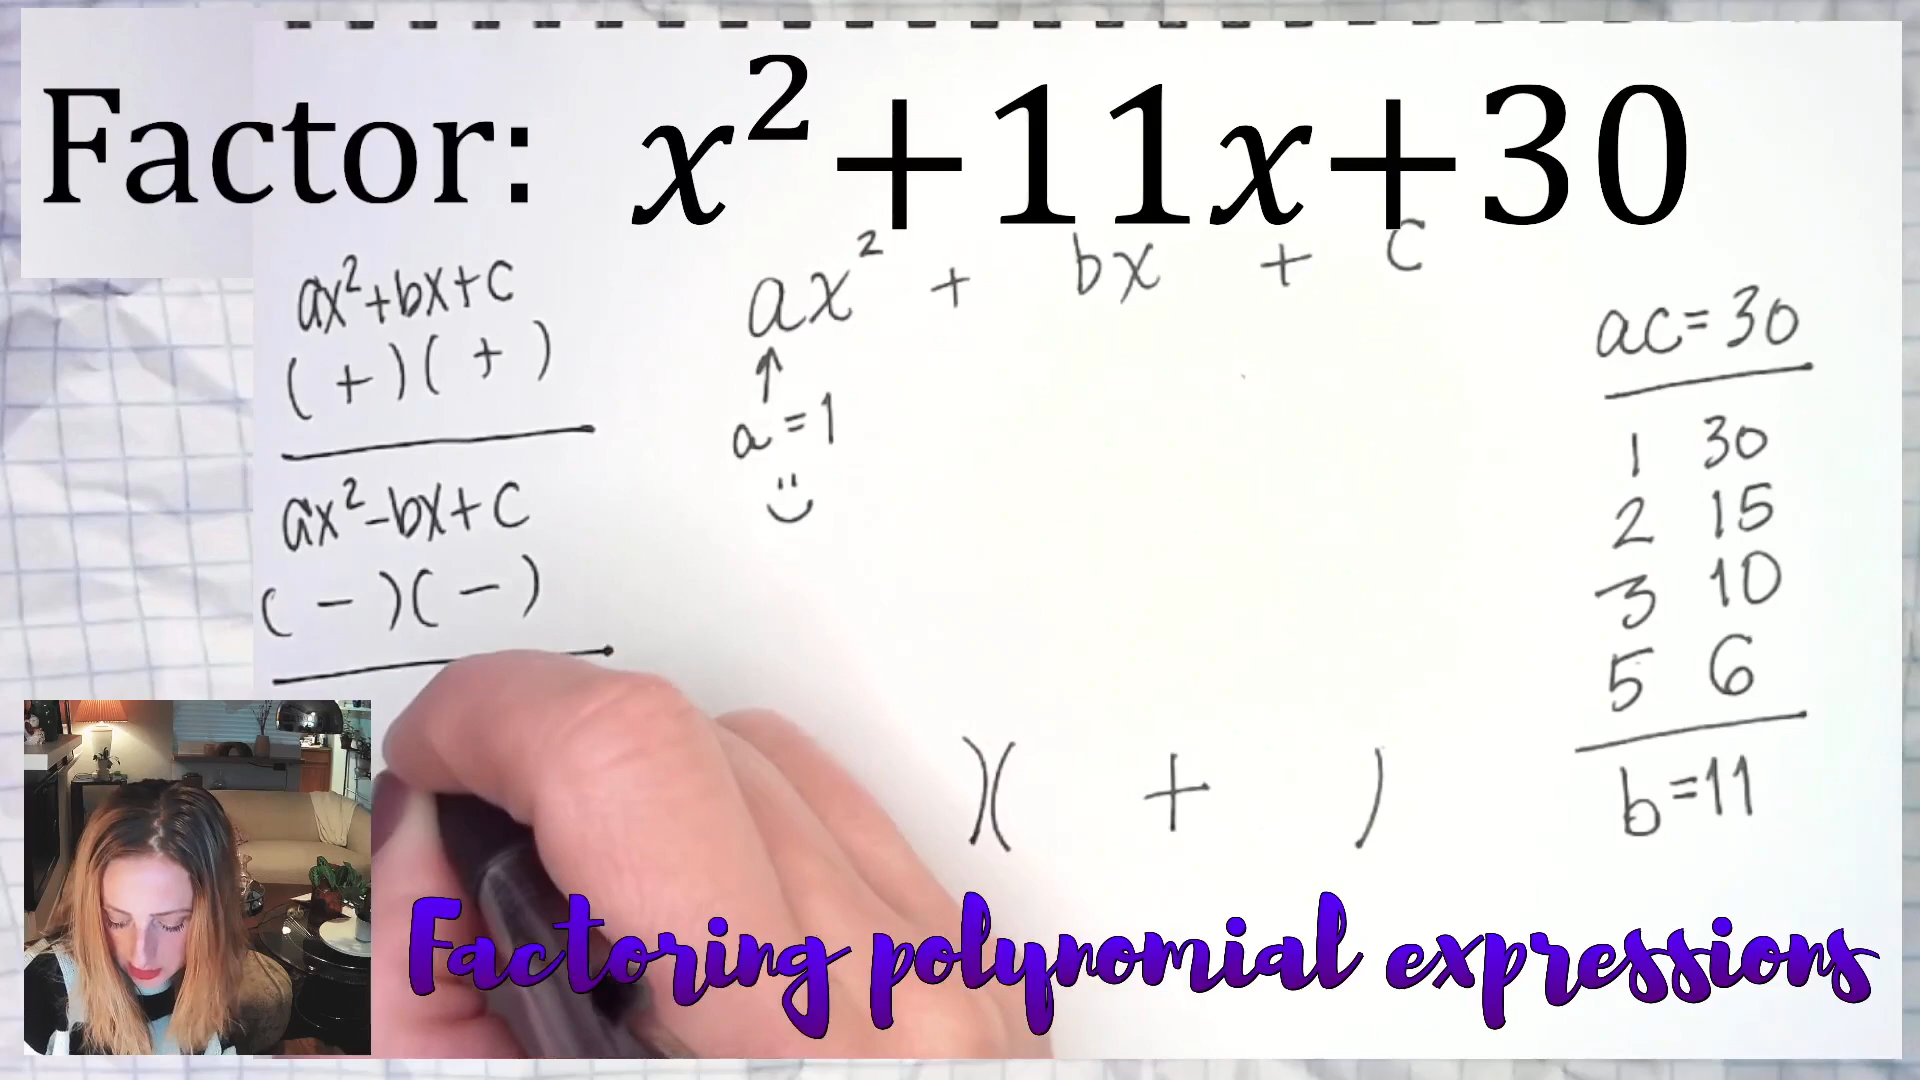 Factor: x²+11x+30
ax²+bx+c
(+)(+)
ax²-bx+c
(-)(-)
ax² + bx + c
a=1
)( + )
ac=30
1 30
2 15
3 10
5 6
b=11
Factoring polynomial expressions